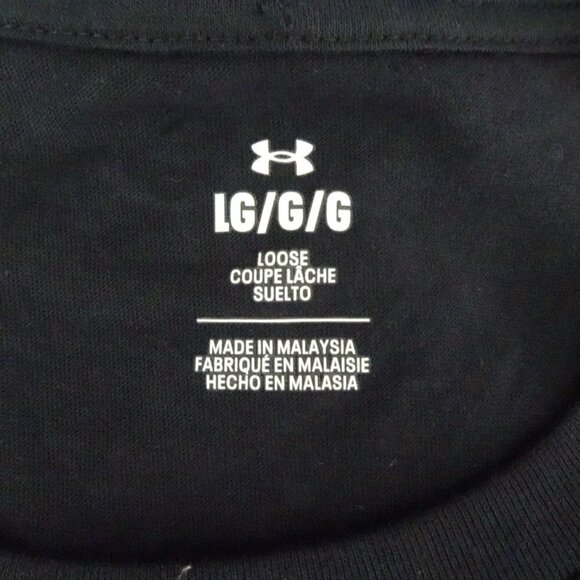 LG/G/G
LOOSE
COUPE LÂCHE
SUELTO
MADE IN MALAYSIA
FABRIQUÉ EN MALAISIE
HECHO EN MALASIA